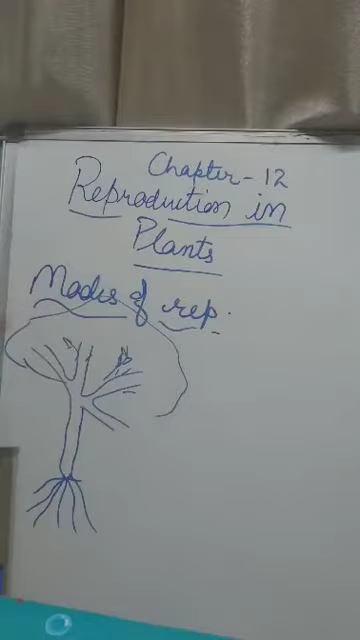 Chapter - 12
Reproduction in
Plants
Modes of rep.